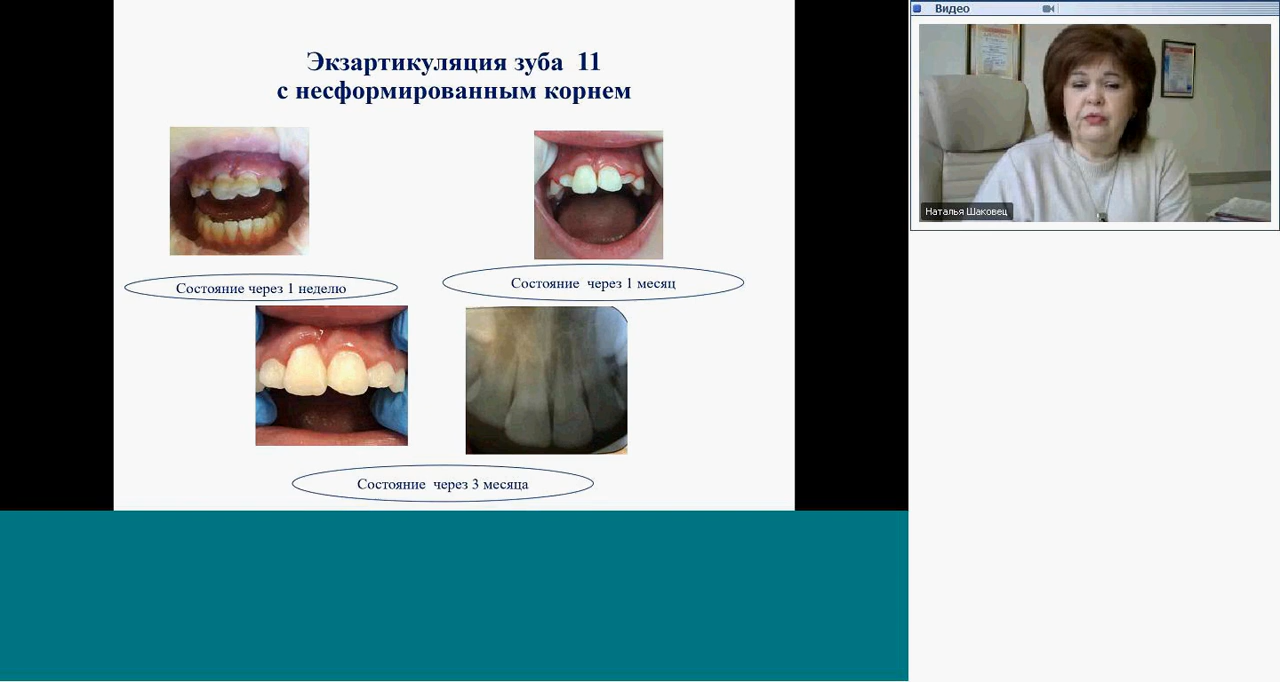 Экзартикуляция зуба 11
с несформированным корнем
Состояние через 1 неделю
Состояние через 1 месяц
Состояние через 3 месяца
Видео
Наталья Шаковец